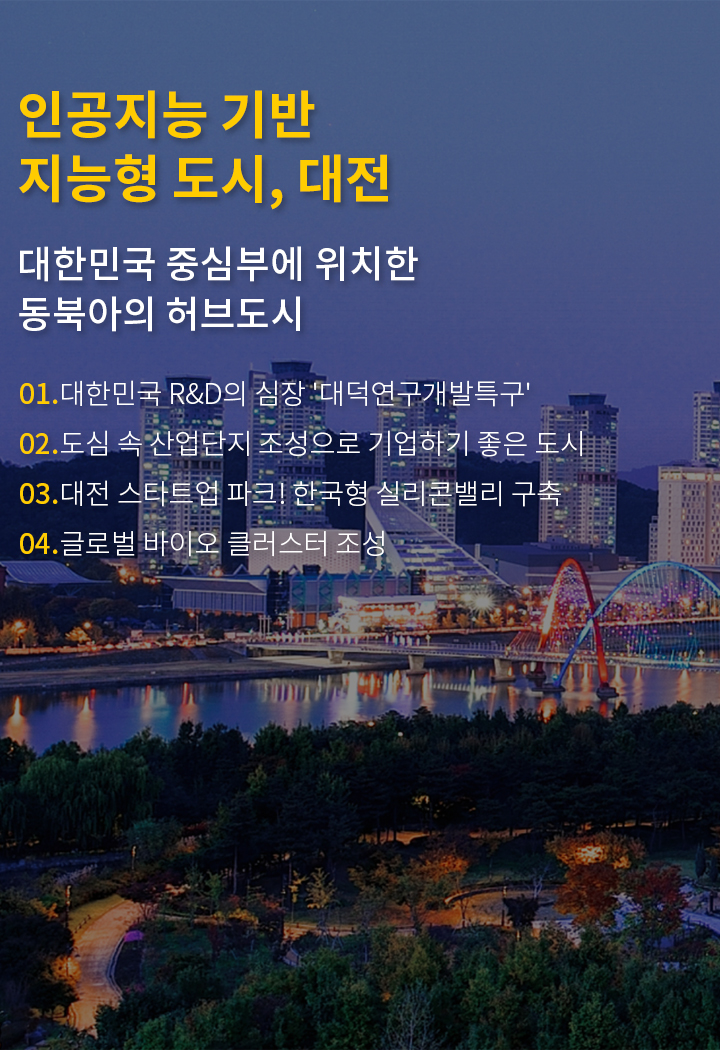 인공지능 기반
지능형 도시, 대전
대한민국 중심부에 위치한
동북아의 허브도시
01.대한민국 R&D의 심장 '대덕연구개발특구'
02.도심 속 산업단지 조성으로 기업하기 좋은 도시
03.대전 스타트업 파크! 한국형 실리콘밸리 구축
04.글로벌 바이오 클러스터 조성